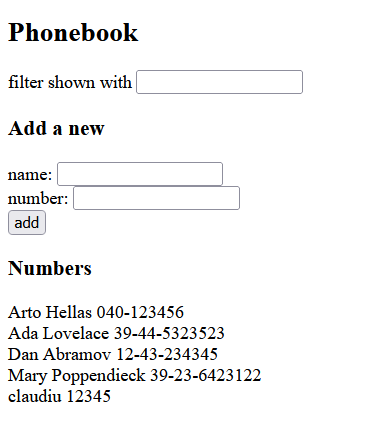 Phonebook
filter shown with
Add a new
name:
number:
add
Numbers
Arto Hellas 040-123456
Ada Lovelace 39-44-5323523
Dan Abramov 12-43-234345
Mary Poppendieck 39-23-6423122
claudiu 12345